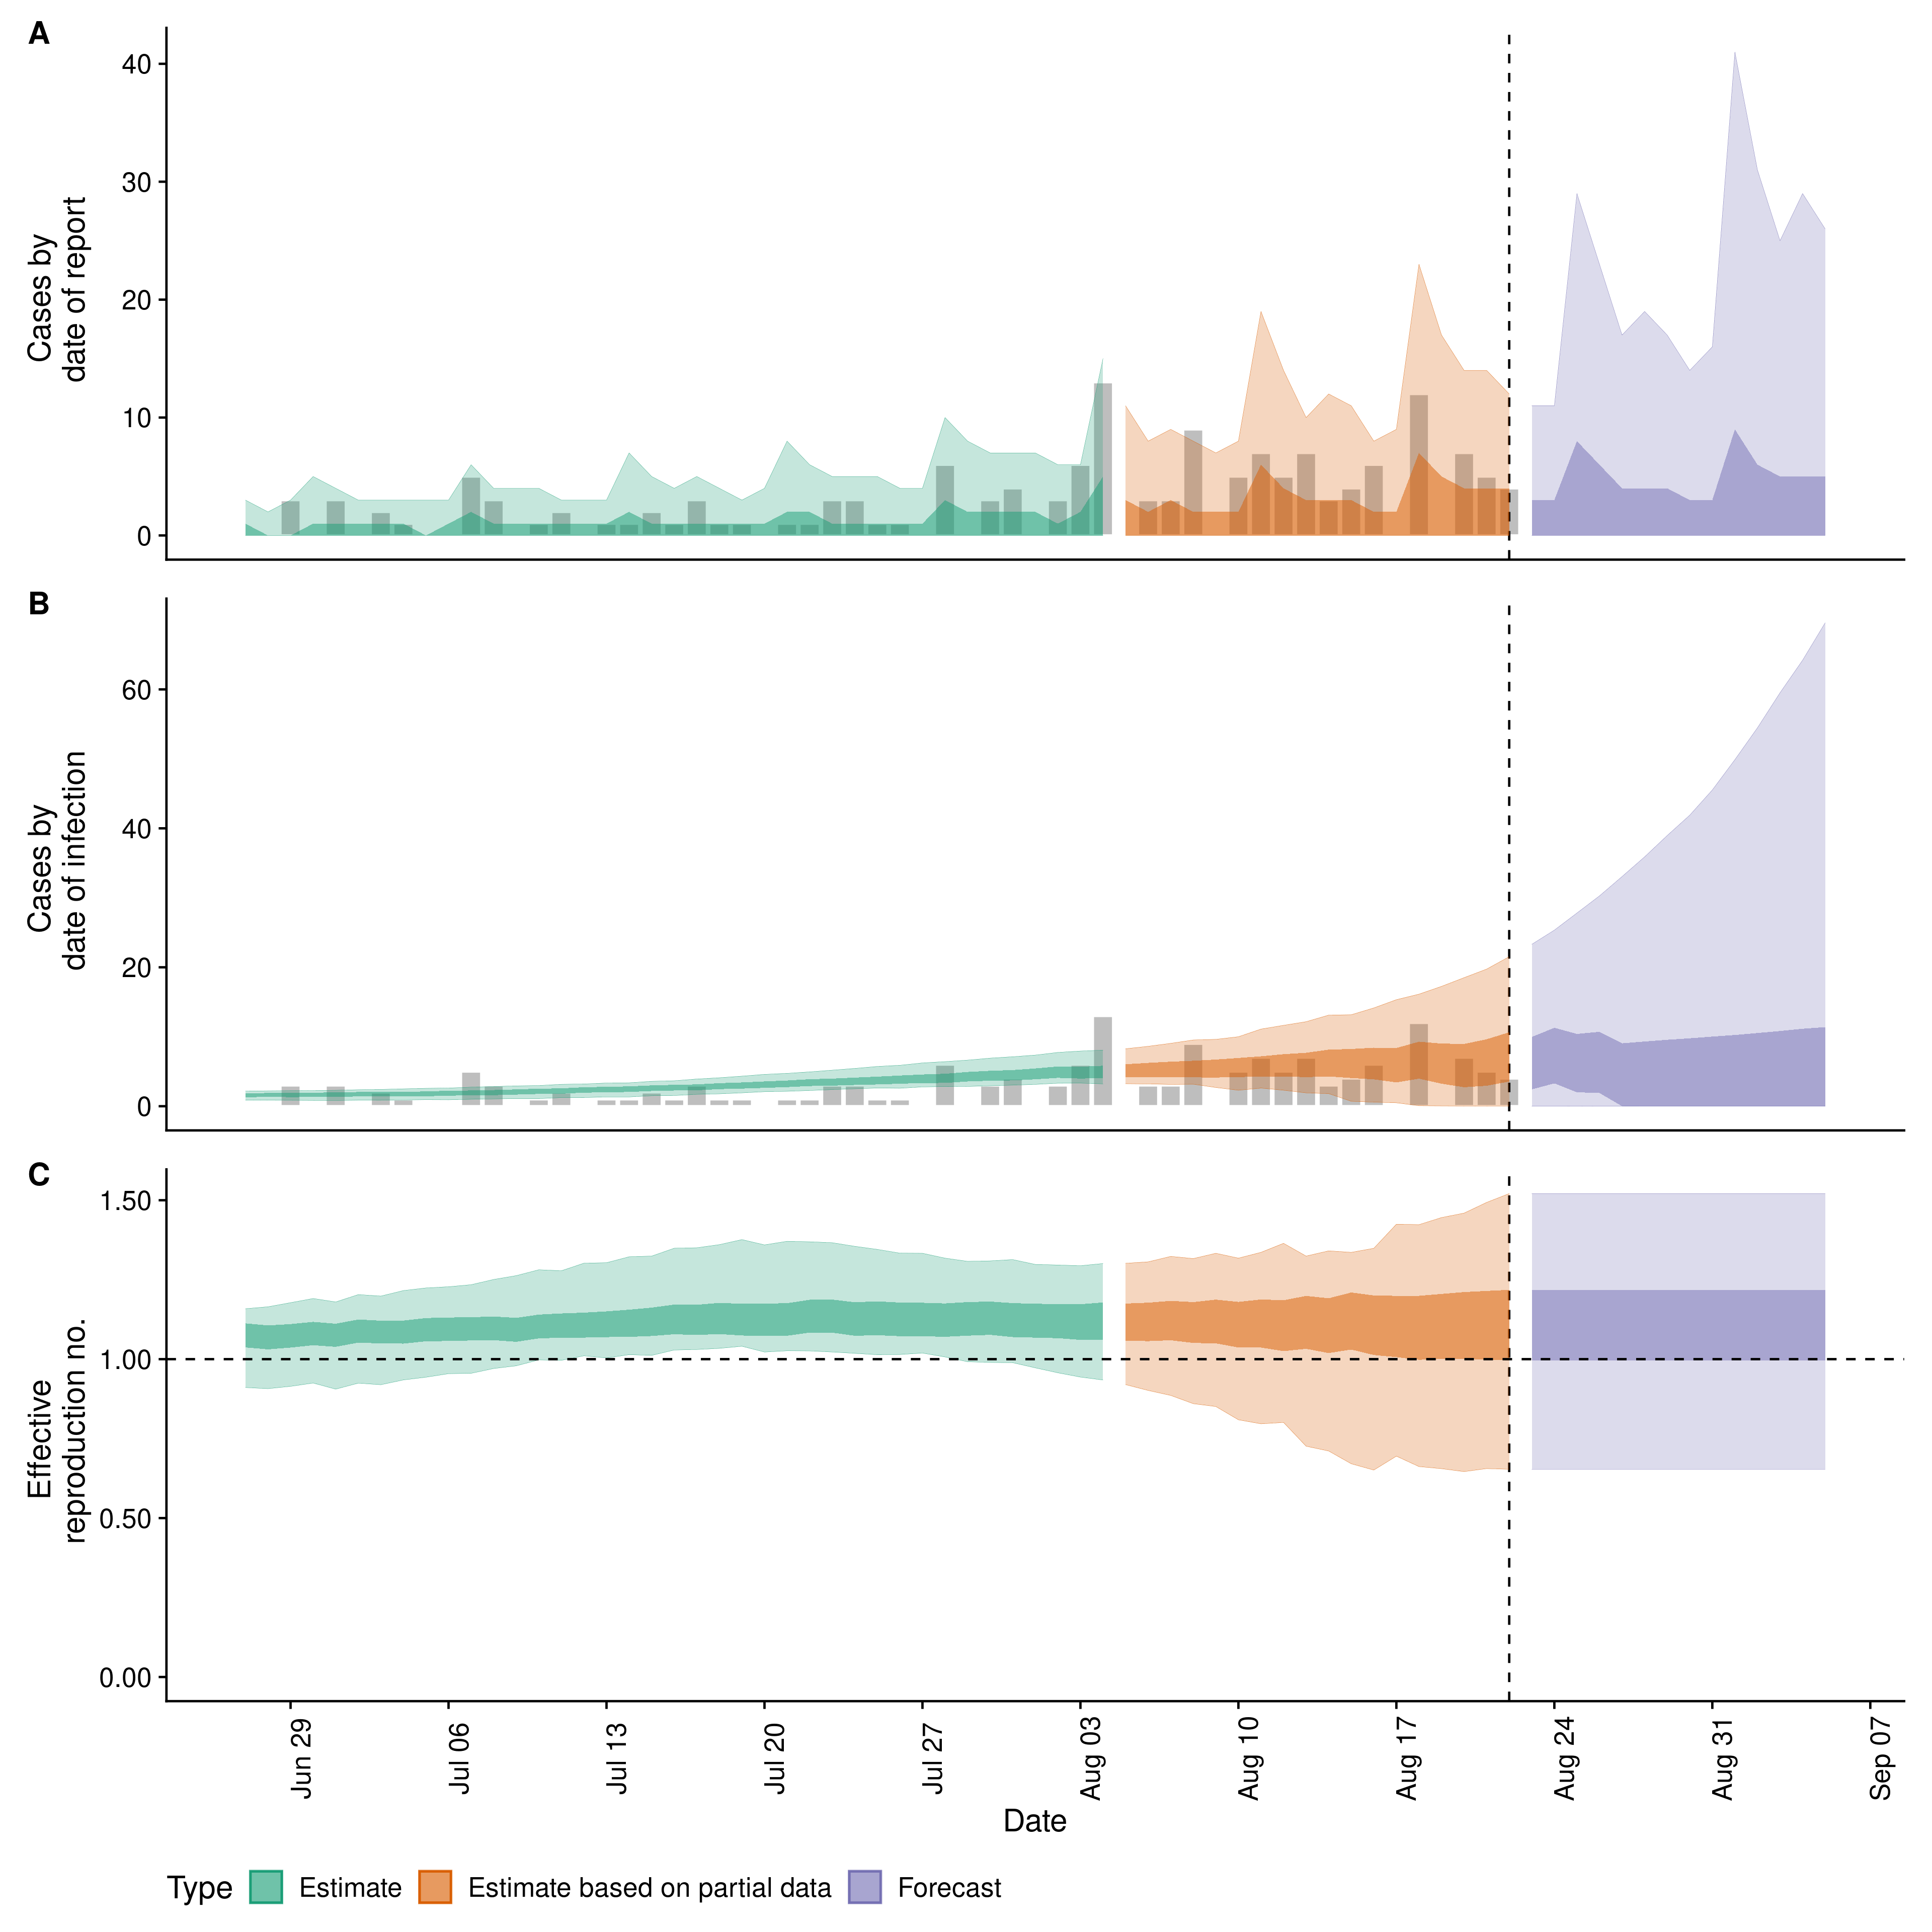 A
Cases by
date of report
40
30
20
10
0
B
Cases by
date of infection
60
40
20
0
C
Effective
reproduction no.
1.50
1.00
0.50
0.00
Jun 29
Jul 06
Jul 13
Jul 20
Jul 27
Aug 03
Aug 10
Aug 17
Aug 24
Aug 31
Sep 07
Date
Type Estimate Estimate based on partial data Forecast